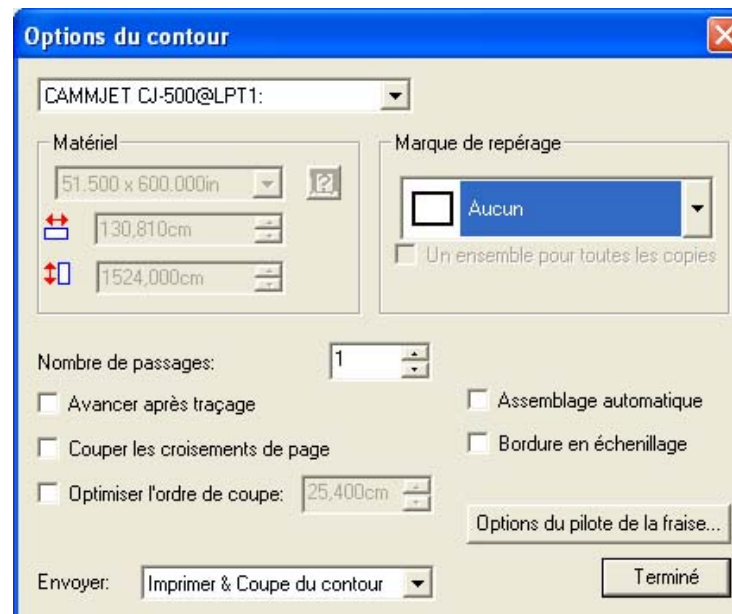 Options du contour
CAMMJET CJ-500@LPT1:
Matériel
51.500 x 600.000in
130,810cm
1524,000cm
Marque de repérage
Aucun
Un ensemble pour toutes les copies
Nombre de passages:
1
Avancer après traçage
Couper les croisements de page
Optimiser l'ordre de coupe:
25,400cm
Assemblage automatique
Bordure en échenillage
Options du pilote de la fraise...
Envoyer:
Imprimer & Coupe du contour
Terminé